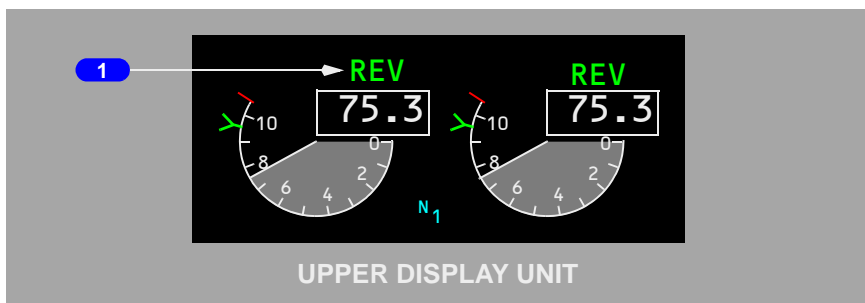 1
REV REV
75.3 75.3
10 0 10 0
8 2 8 2
6 4 6 4
N1
UPPER DISPLAY UNIT